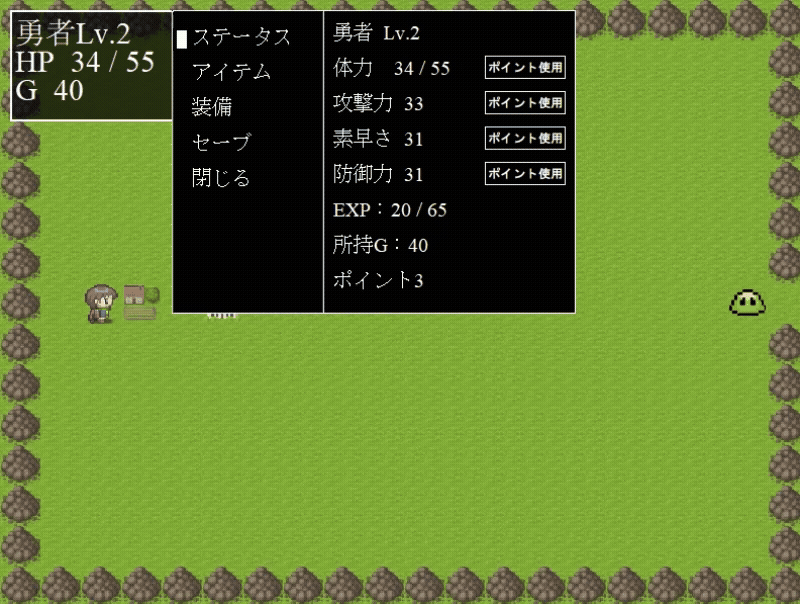 勇者Lv.2
HP 34 / 55
G 40
ステータス
アイテム
装備
セーブ
閉じる
勇者 Lv.2
体力 34 / 55 ポイント使用
攻撃力 33 ポイント使用
素早さ 31 ポイント使用
防御力 31 ポイント使用
EXP：20 / 65
所持G：40
ポイント3